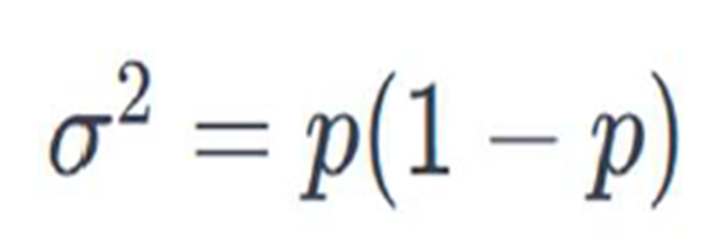 σ² = p(1 − p)